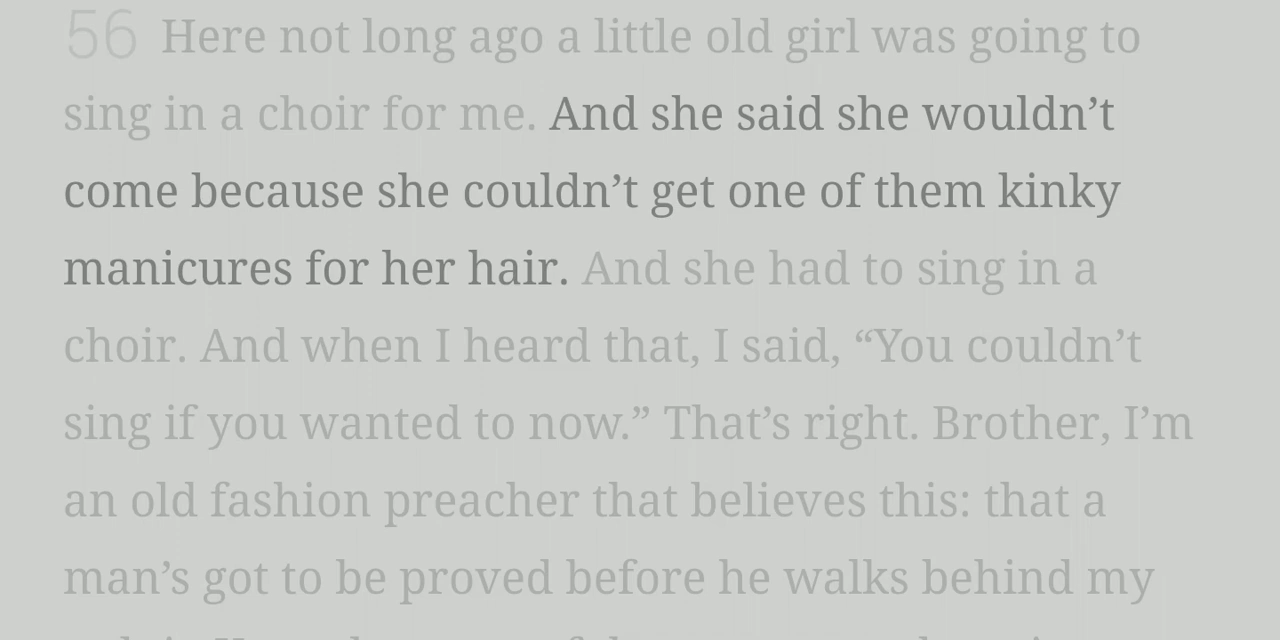 56 Here not long ago a little old girl was going to
sing in a choir for me. And she said she wouldn’t
come because she couldn’t get one of them kinky
manicures for her hair. And she had to sing in a
choir. And when I heard that, I said, “You couldn’t
sing if you wanted to now.” That’s right. Brother, I’m
an old fashion preacher that believes this: that a
man’s got to be proved before he walks behind my